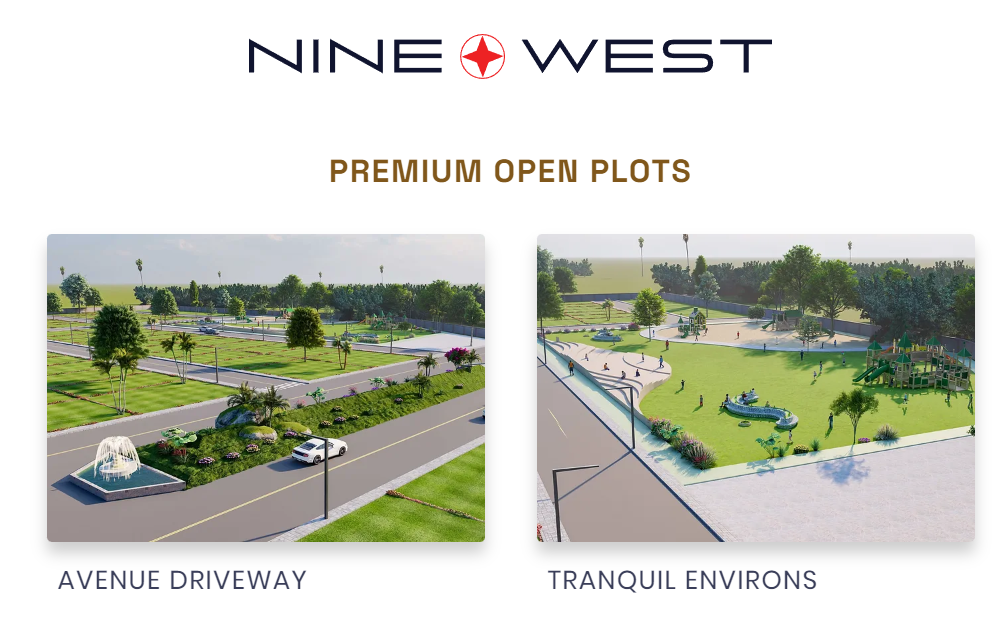 NINE WEST
PREMIUM OPEN PLOTS
AVENUE DRIVEWAY
TRANQUIL ENVIRONS